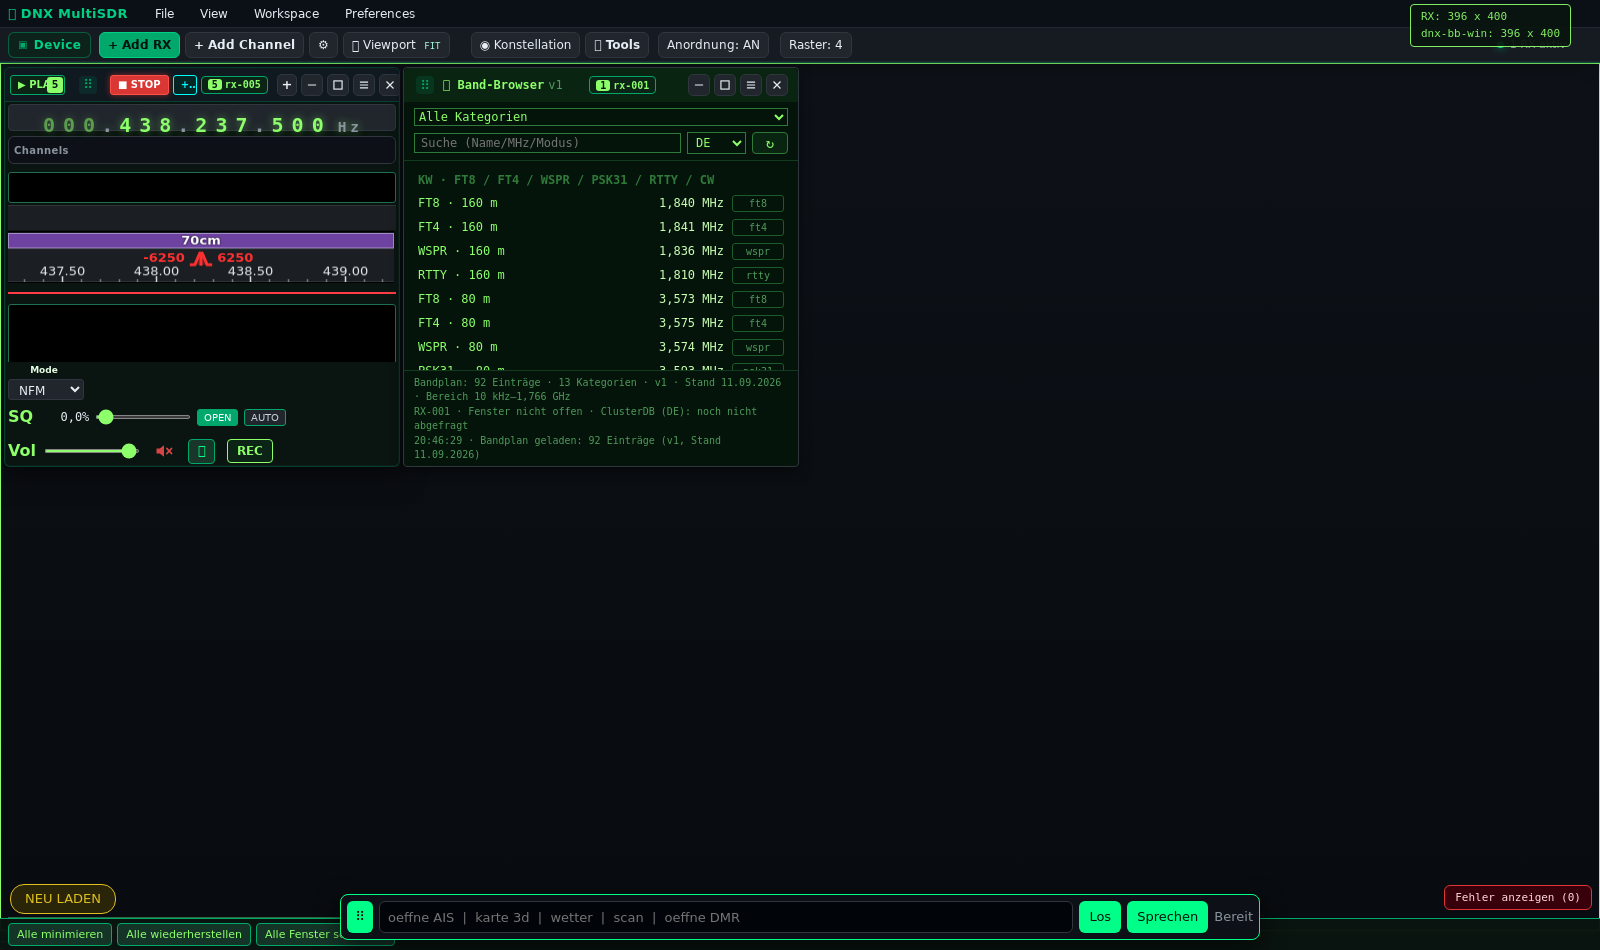 DNX MultiSDR File View Workspace Preferences
RX: 396 x 400
dnx-bb-win: 396 x 400
Device + Add RX + Add Channel ⚙ Viewport FIT ◉ Konstellation Tools Anordnung: AN Raster: 4
▶ PLA 5 ⠿ ■ STOP +.. 5 rx-005 + − □ ≡ ✕
000.438.237.500 Hz
Channels
70cm
-6250 6250
437.50 438.00 438.50 439.00
Mode
NFM
SQ 0,0% OPEN AUTO
Vol REC
⠿ Band-Browser v1 1 rx-001 − □ ≡ ✕
Alle Kategorien
Suche (Name/MHz/Modus) DE ↻
KW · FT8 / FT4 / WSPR / PSK31 / RTTY / CW
FT8 · 160 m 1,840 MHz ft8
FT4 · 160 m 1,841 MHz ft4
WSPR · 160 m 1,836 MHz wspr
RTTY · 160 m 1,810 MHz rtty
FT8 · 80 m 3,573 MHz ft8
FT4 · 80 m 3,575 MHz ft4
WSPR · 80 m 3,574 MHz wspr
Bandplan: 92 Einträge · 13 Kategorien · v1 · Stand 11.09.2026
· Bereich 10 kHz–1,766 GHz
RX-001 · Fenster nicht offen · ClusterDB (DE): noch nicht
abgefragt
20:46:29 · Bandplan geladen: 92 Einträge (v1, Stand
11.09.2026)
NEU LADEN
Fehler anzeigen (0)
⠿ oeffne AIS | karte 3d | wetter | scan | oeffne DMR Los Sprechen Bereit
Alle minimieren Alle wiederherstellen Alle Fenster